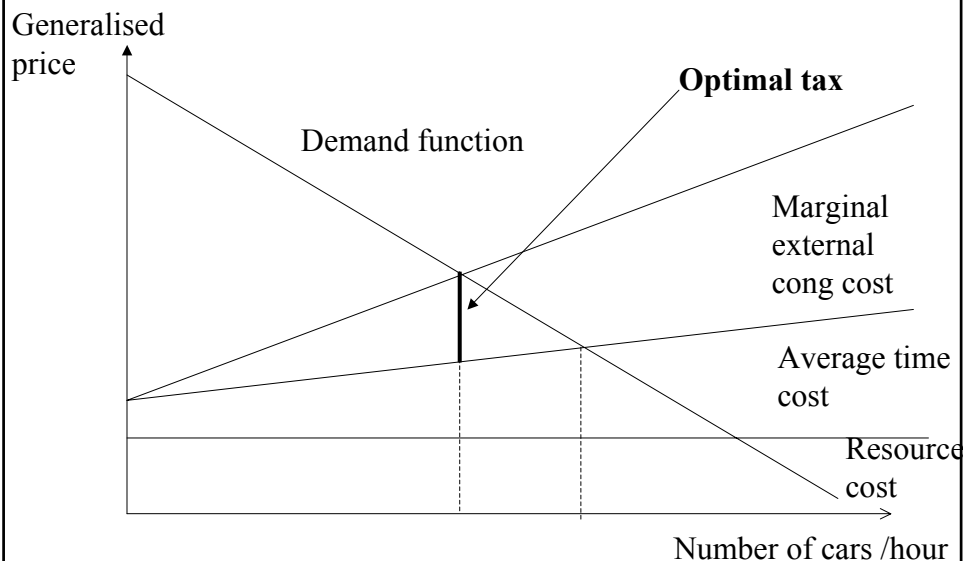 Generalised
price
Optimal tax
Demand function
Marginal
external
cong cost
Average time
cost
Resource
cost
Number of cars /hour